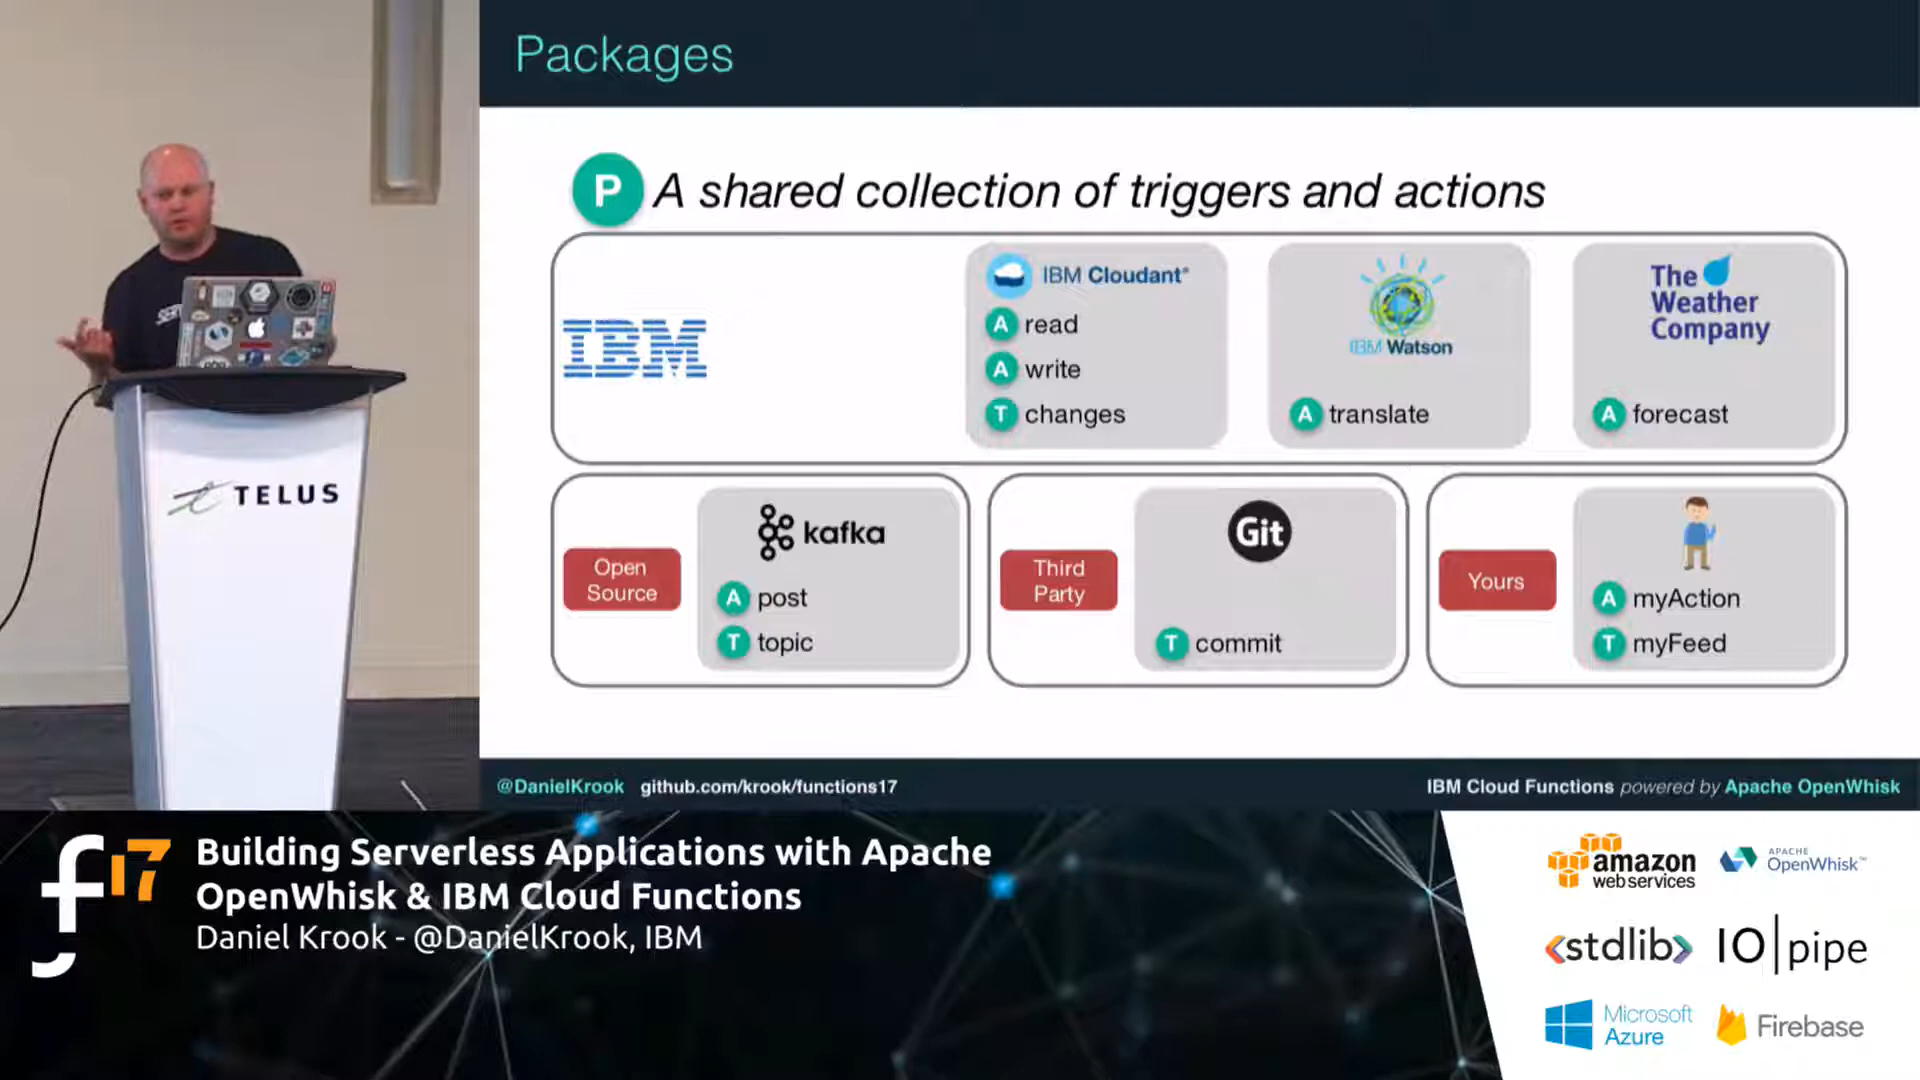 Packages
P A shared collection of triggers and actions
IBM
IBM Cloudant®
A read
A write
T changes
IBM Watson
A translate
The
Weather
Company
A forecast
Open
Source
kafka
A post
T topic
Third
Party
Git
T commit
Yours
A myAction
T myFeed
@DanielKrook github.com/krook/functions17
IBM Cloud Functions powered by Apache OpenWhisk
TELUS
f17
Building Serverless Applications with Apache
OpenWhisk & IBM Cloud Functions
Daniel Krook - @DanielKrook, IBM
amazon
webservices
APACHE
OpenWhisk™
<stdlib>
IO|pipe
Microsoft
Azure
Firebase